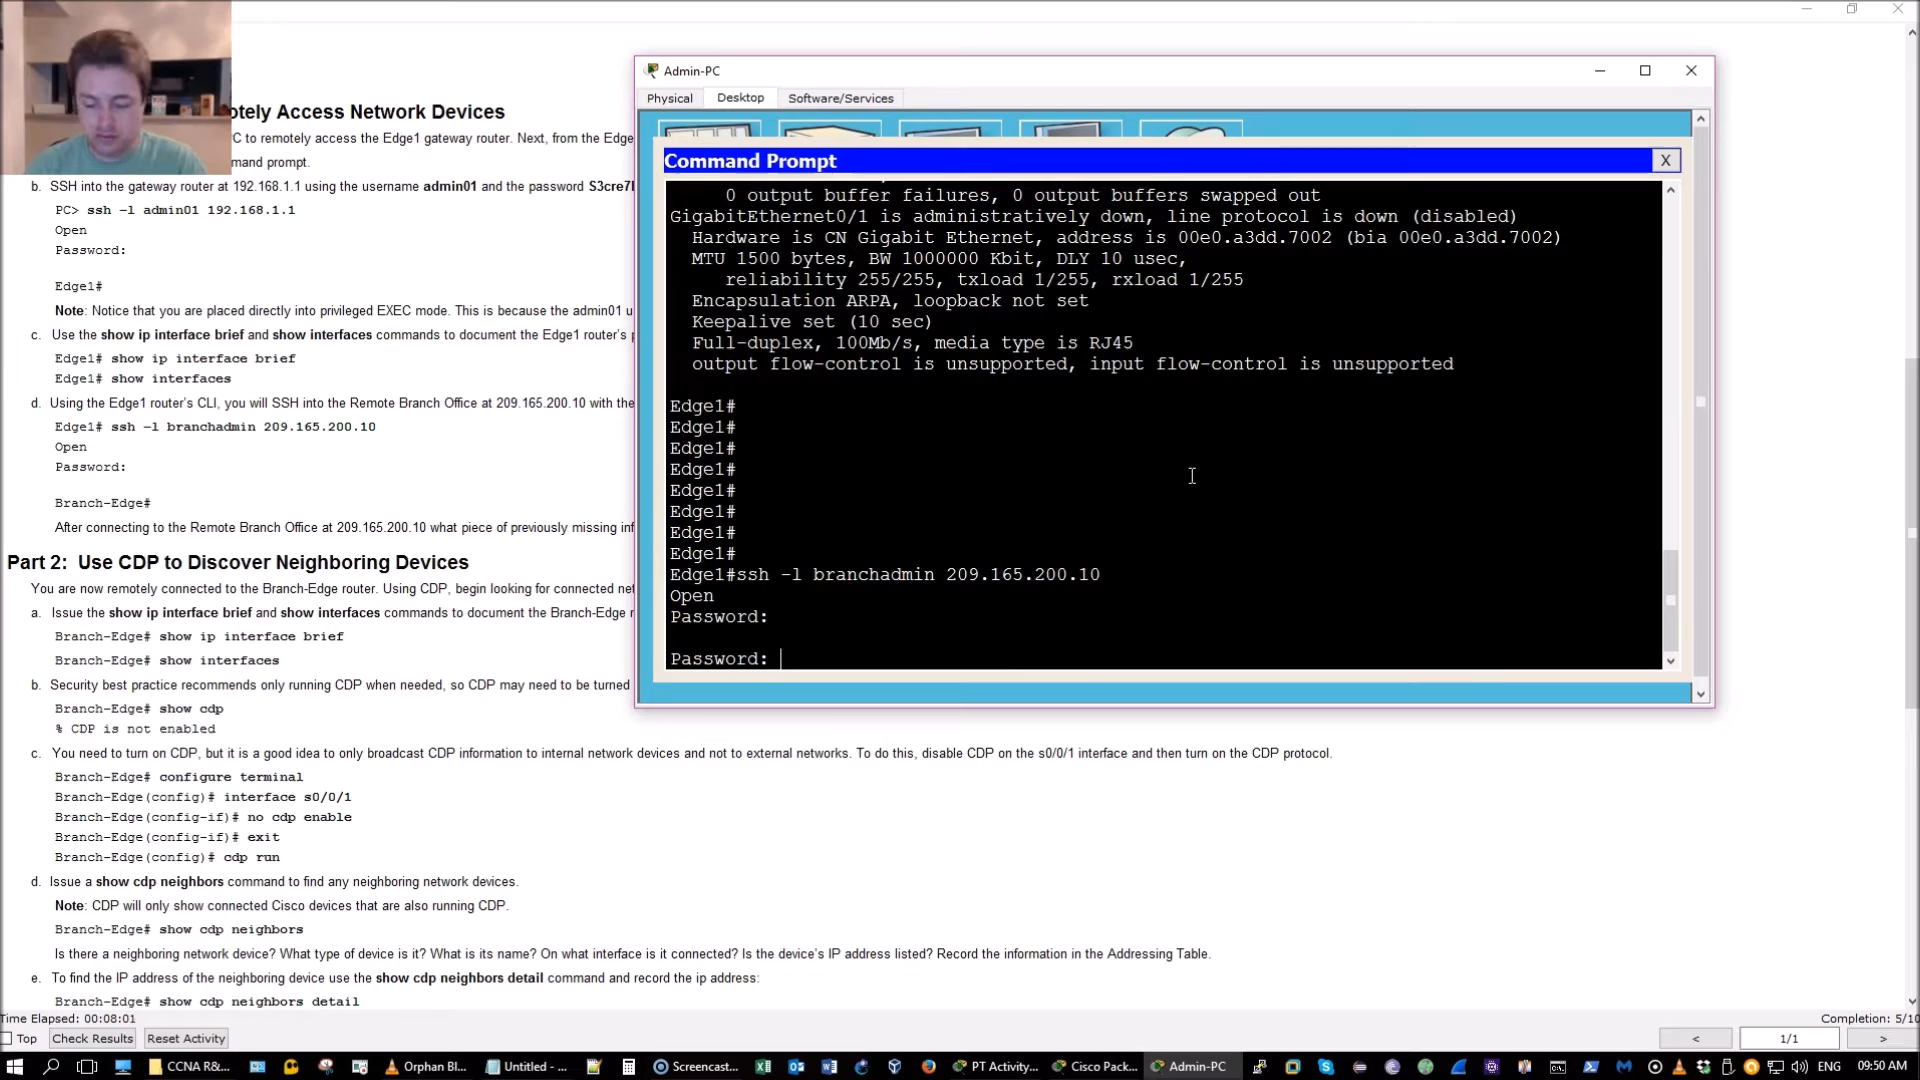 otely Access Network Devices
PC to remotely access the Edge1 gateway router. Next, from the Edge
mand prompt.
b. SSH into the gateway router at 192.168.1.1 using the username admin01 and the password S3cre7
PC> ssh -l admin01 192.168.1.1
Open
Password:
Edge1#
Note: Notice that you are placed directly into privileged EXEC mode. This is because the admin01 u
c. Use the show ip interface brief and show interfaces commands to document the Edge1 router's p
Edge1# show ip interface brief
Edge1# show interfaces
d. Using the Edge1 router's CLI, you will SSH into the Remote Branch Office at 209.165.200.10 with the
Edge1# ssh -l branchadmin 209.165.200.10
Open
Password:
Branch-Edge#
After connecting to the Remote Branch Office at 209.165.200.10 what piece of previously missing inf
Part 2: Use CDP to Discover Neighboring Devices
You are now remotely connected to the Branch-Edge router. Using CDP, begin looking for connected net
a. Issue the show ip interface brief and show interfaces commands to document the Branch-Edge r
Branch-Edge# show ip interface brief
Branch-Edge# show interfaces
b. Security best practice recommends only running CDP when needed, so CDP may need to be turned
Branch-Edge# show cdp
% CDP is not enabled
c. You need to turn on CDP, but it is a good idea to only broadcast CDP information to internal network devices and not to external networks. To do this, disable CDP on the s0/0/1 interface and then turn on the CDP protocol.
Branch-Edge# configure terminal
Branch-Edge(config)# interface s0/0/1
Branch-Edge(config-if)# no cdp enable
Branch-Edge(config-if)# exit
Branch-Edge(config)# cdp run
d. Issue a show cdp neighbors command to find any neighboring network devices.
Note: CDP will only show connected Cisco devices that are also running CDP.
Branch-Edge# show cdp neighbors
Is there a neighboring network device? What type of device is it? What is its name? On what interface is it connected? Is the device's IP address listed? Record the information in the Addressing Table.
e. To find the IP address of the neighboring device use the show cdp neighbors detail command and record the ip address:
Branch-Edge# show cdp neighbors detail
Admin-PC
Physical Desktop Software/Services
Command Prompt X
0 output buffer failures, 0 output buffers swapped out
GigabitEthernet0/1 is administratively down, line protocol is down (disabled)
Hardware is CN Gigabit Ethernet, address is 00e0.a3dd.7002 (bia 00e0.a3dd.7002)
MTU 1500 bytes, BW 1000000 Kbit, DLY 10 usec,
reliability 255/255, txload 1/255, rxload 1/255
Encapsulation ARPA, loopback not set
Keepalive set (10 sec)
Full-duplex, 100Mb/s, media type is RJ45
output flow-control is unsupported, input flow-control is unsupported
Edge1#
Edge1#
Edge1#
Edge1#
Edge1#
Edge1#
Edge1#
Edge1#
Edge1#ssh -l branchadmin 209.165.200.10
Open
Password:
Password:
Time Elapsed: 00:08:01 Completion: 5/10
Top Check Results Reset Activity < 1/1 >
CCNA R&... Orphan Bl... Untitled - ... Screencast... PT Activity... Cisco Pack... Admin-PC ENG 09:50 AM